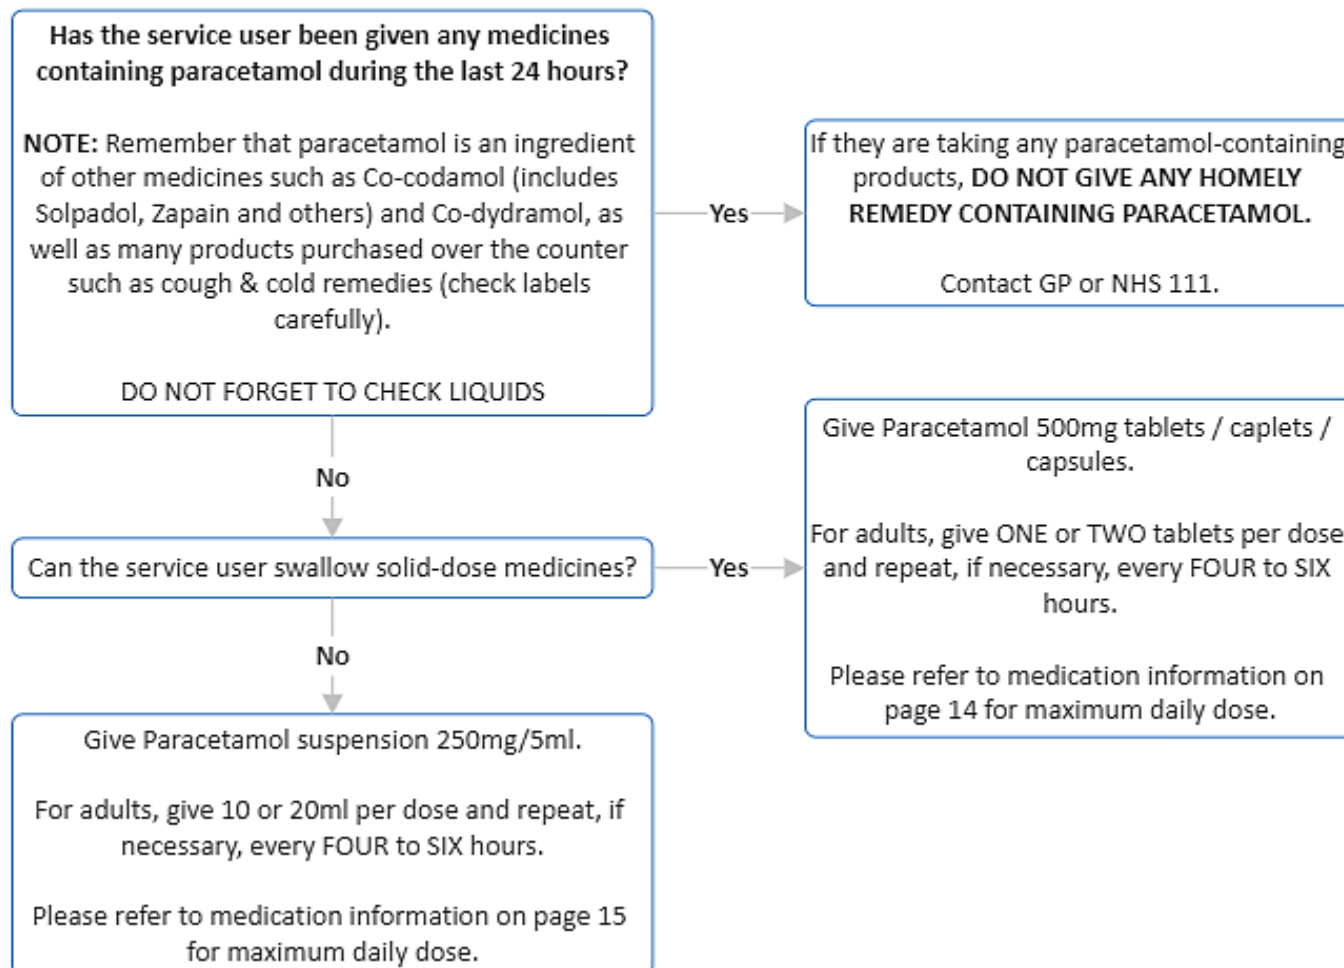 Has the service user been given any medicines
containing paracetamol during the last 24 hours?
NOTE: Remember that paracetamol is an ingredient
of other medicines such as Co-codamol (includes
Solpadol, Zapain and others) and Co-dydramol, as
well as many products purchased over the counter
such as cough & cold remedies (check labels
carefully).
DO NOT FORGET TO CHECK LIQUIDS
Yes
If they are taking any paracetamol-containing
products, DO NOT GIVE ANY HOMELY
REMEDY CONTAINING PARACETAMOL.
Contact GP or NHS 111.
No
Can the service user swallow solid-dose medicines?
Yes
Give Paracetamol 500mg tablets / caplets /
capsules.
For adults, give ONE or TWO tablets per dose
and repeat, if necessary, every FOUR to SIX
hours.
Please refer to medication information on
page 14 for maximum daily dose.
No
Give Paracetamol suspension 250mg/5ml.
For adults, give 10 or 20ml per dose and repeat, if
necessary, every FOUR to SIX hours.
Please refer to medication information on page 15
for maximum daily dose.